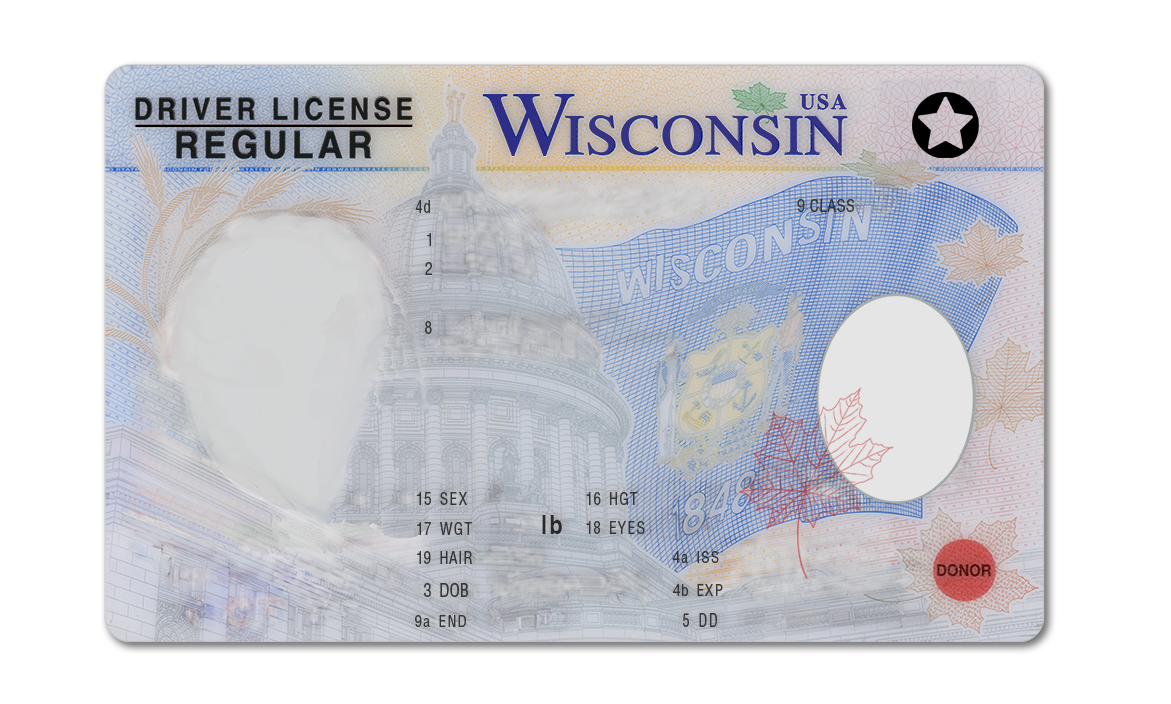 DRIVER LICENSE
REGULAR
WISCONSIN
USA
4d
9 CLASS
1
2
8
WISCONSIN
1848
15 SEX
16 HGT
17 WGT
lb
18 EYES
19 HAIR
4a ISS
3 DOB
4b EXP
9a END
5 DD
DONOR